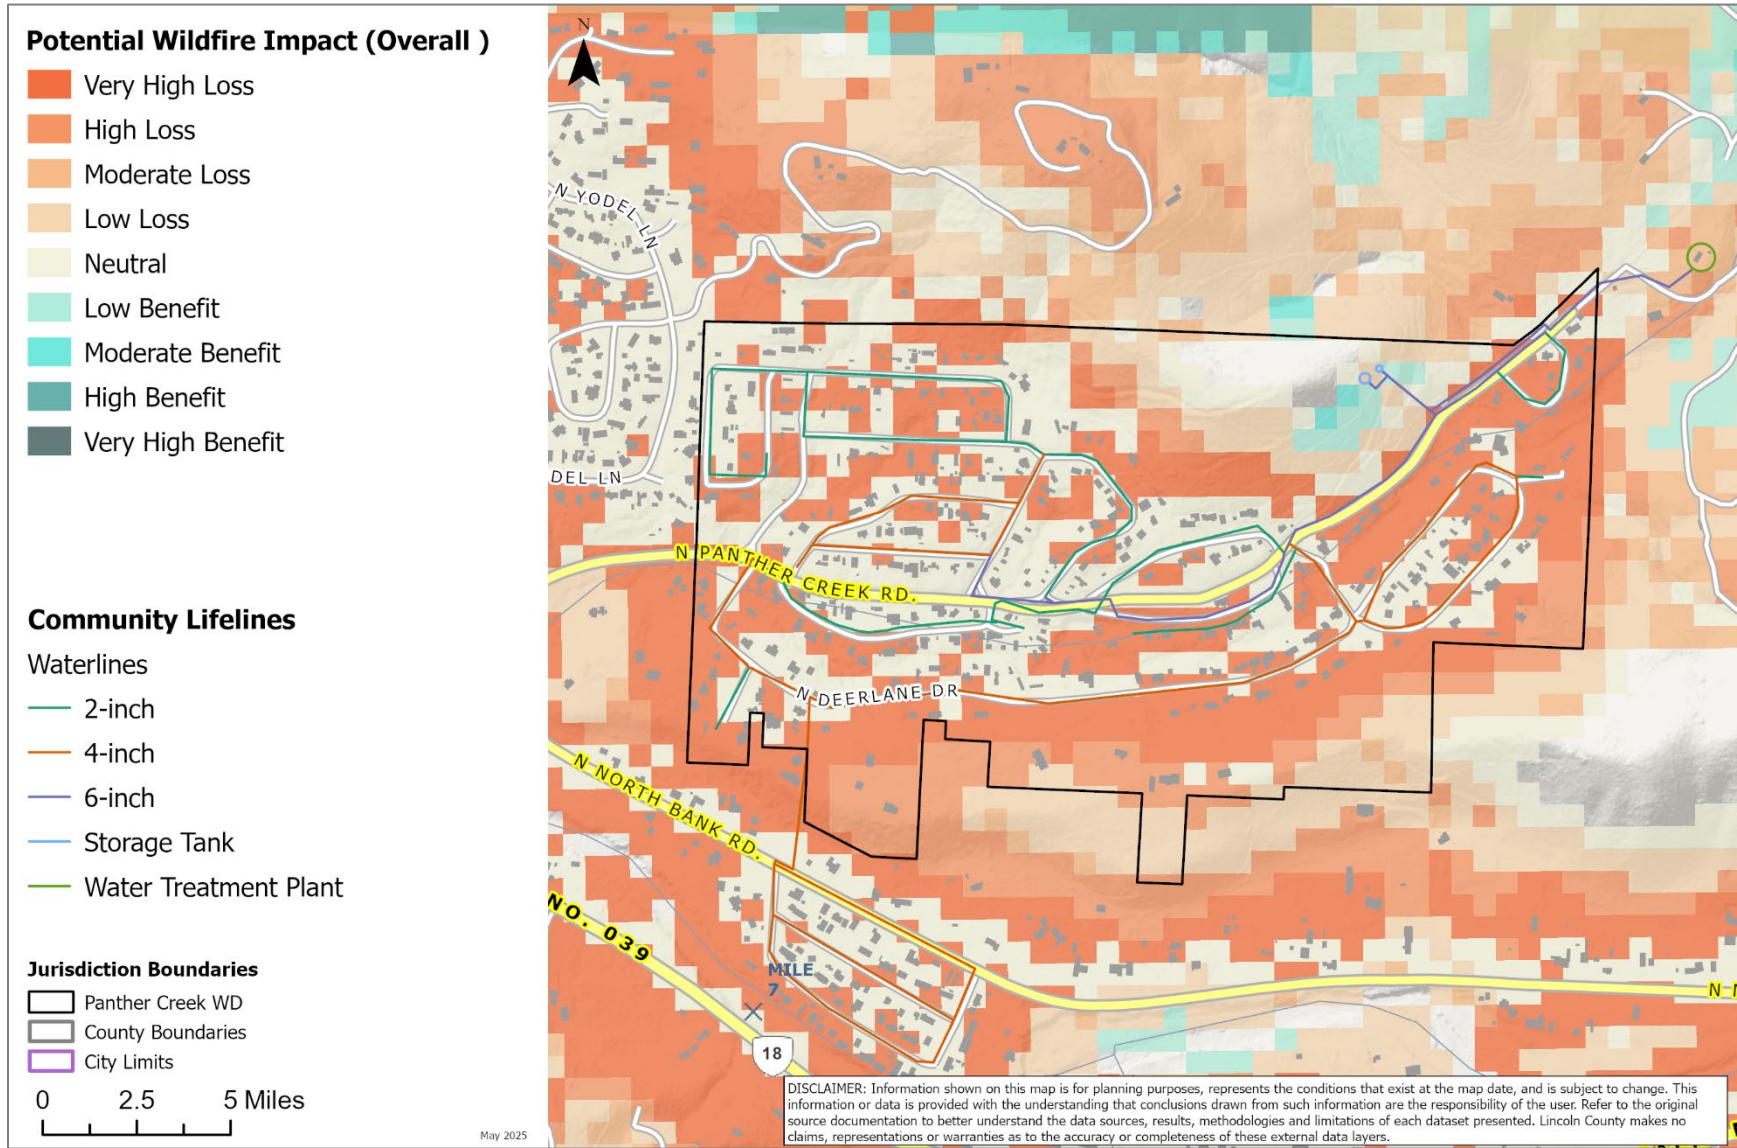 Potential Wildfire Impact (Overall )
Very High Loss
High Loss
Moderate Loss
Low Loss
Neutral
Low Benefit
Moderate Benefit
High Benefit
Very High Benefit
Community Lifelines
Waterlines
2-inch
4-inch
6-inch
Storage Tank
Water Treatment Plant
Jurisdiction Boundaries
Panther Creek WD
County Boundaries
City Limits
0 2.5 5 Miles
May 2025
N
N YODEL LN
DEL LN
N PANTHER CREEK RD.
N DEERLANE DR
N NORTH BANK RD.
NO. 039
MILE
7
18
N N
DISCLAIMER: Information shown on this map is for planning purposes, represents the conditions that exist at the map date, and is subject to change. This
information or data is provided with the understanding that conclusions drawn from such information are the responsibility of the user. Refer to the original
source documentation to better understand the data sources, results, methodologies and limitations of each dataset presented. Lincoln County makes no
claims, representations or warranties as to the accuracy or completeness of these external data layers.